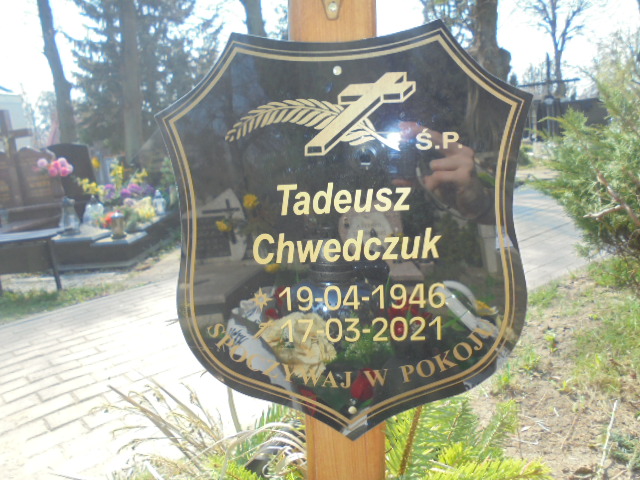 Ś.P.
Tadeusz
Chwedczuk
19-04-1946
17-03-2021
SPOCZYWAJ W POKOJU